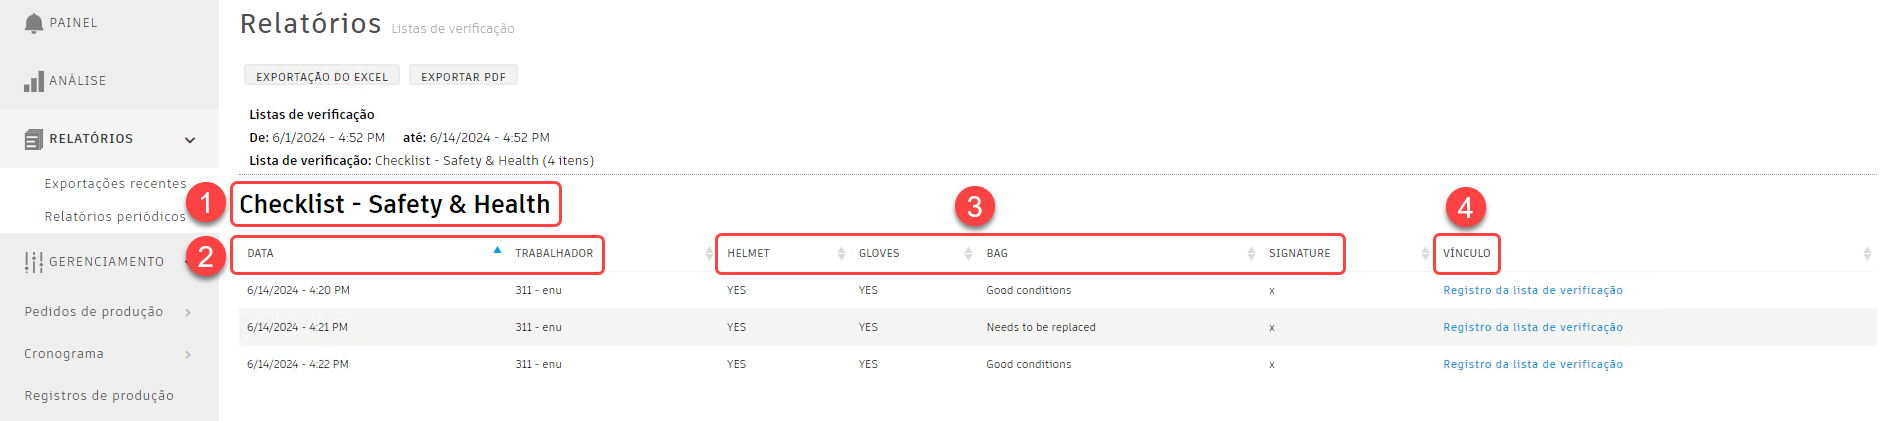 PAINEL
ANÁLISE
RELATÓRIOS
Exportações recentes
Relatórios periódicos
GERENCIAMENTO
Pedidos de produção
Cronograma
Registros de produção
Relatórios Listas de verificação
EXPORTAÇÃO DO EXCEL EXPORTAR PDF
Listas de verificação
De: 6/1/2024 - 4:52 PM até: 6/14/2024 - 4:52 PM
Lista de verificação: Checklist - Safety & Health (4 itens)
1 Checklist - Safety & Health
3 4
2 DATA TRABALHADOR HELMET GLOVES BAG SIGNATURE VÍNCULO
6/14/2024 - 4:20 PM 311 - enu YES YES Good conditions x Registro da lista de verificação
6/14/2024 - 4:21 PM 311 - enu YES YES Needs to be replaced x Registro da lista de verificação
6/14/2024 - 4:22 PM 311 - enu YES YES Good conditions x Registro da lista de verificação